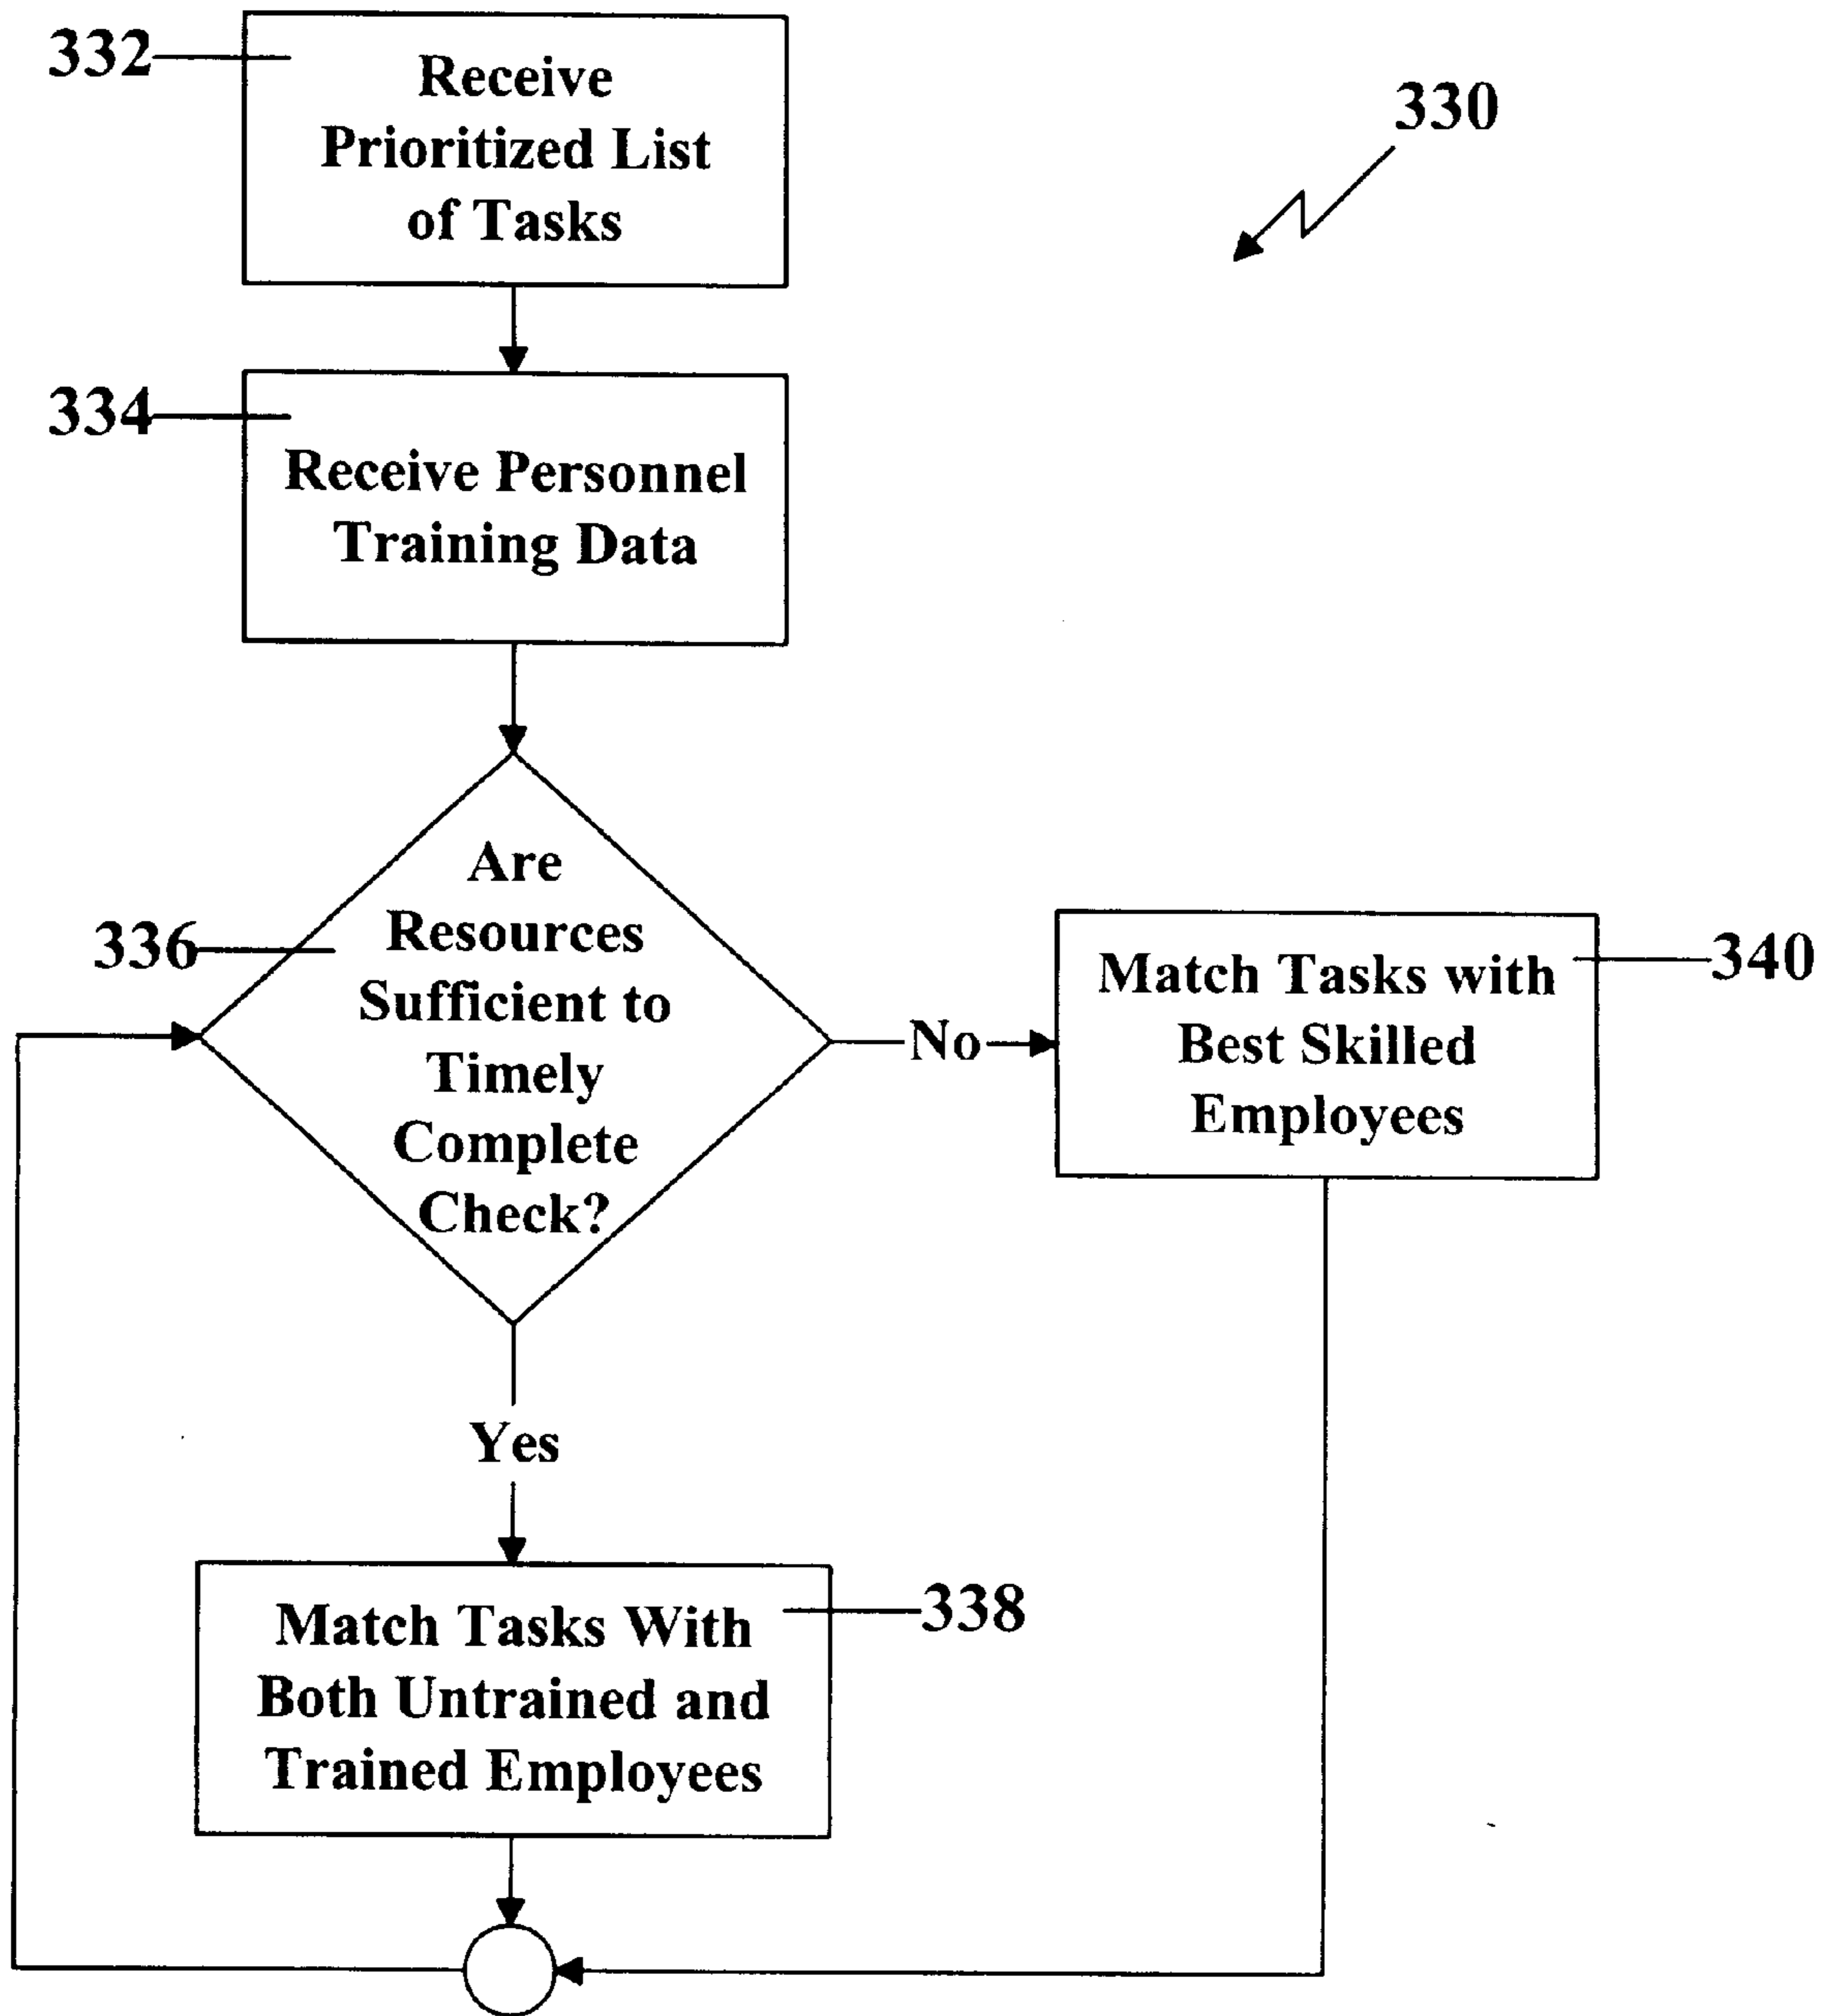 332
Receive
Prioritized List
of Tasks
330
334
Receive Personnel
Training Data
336
Are
Resources
Sufficient to
Timely
Complete
Check?
No
Match Tasks with
Best Skilled
Employees
340
Yes
Match Tasks With
Both Untrained and
Trained Employees
338